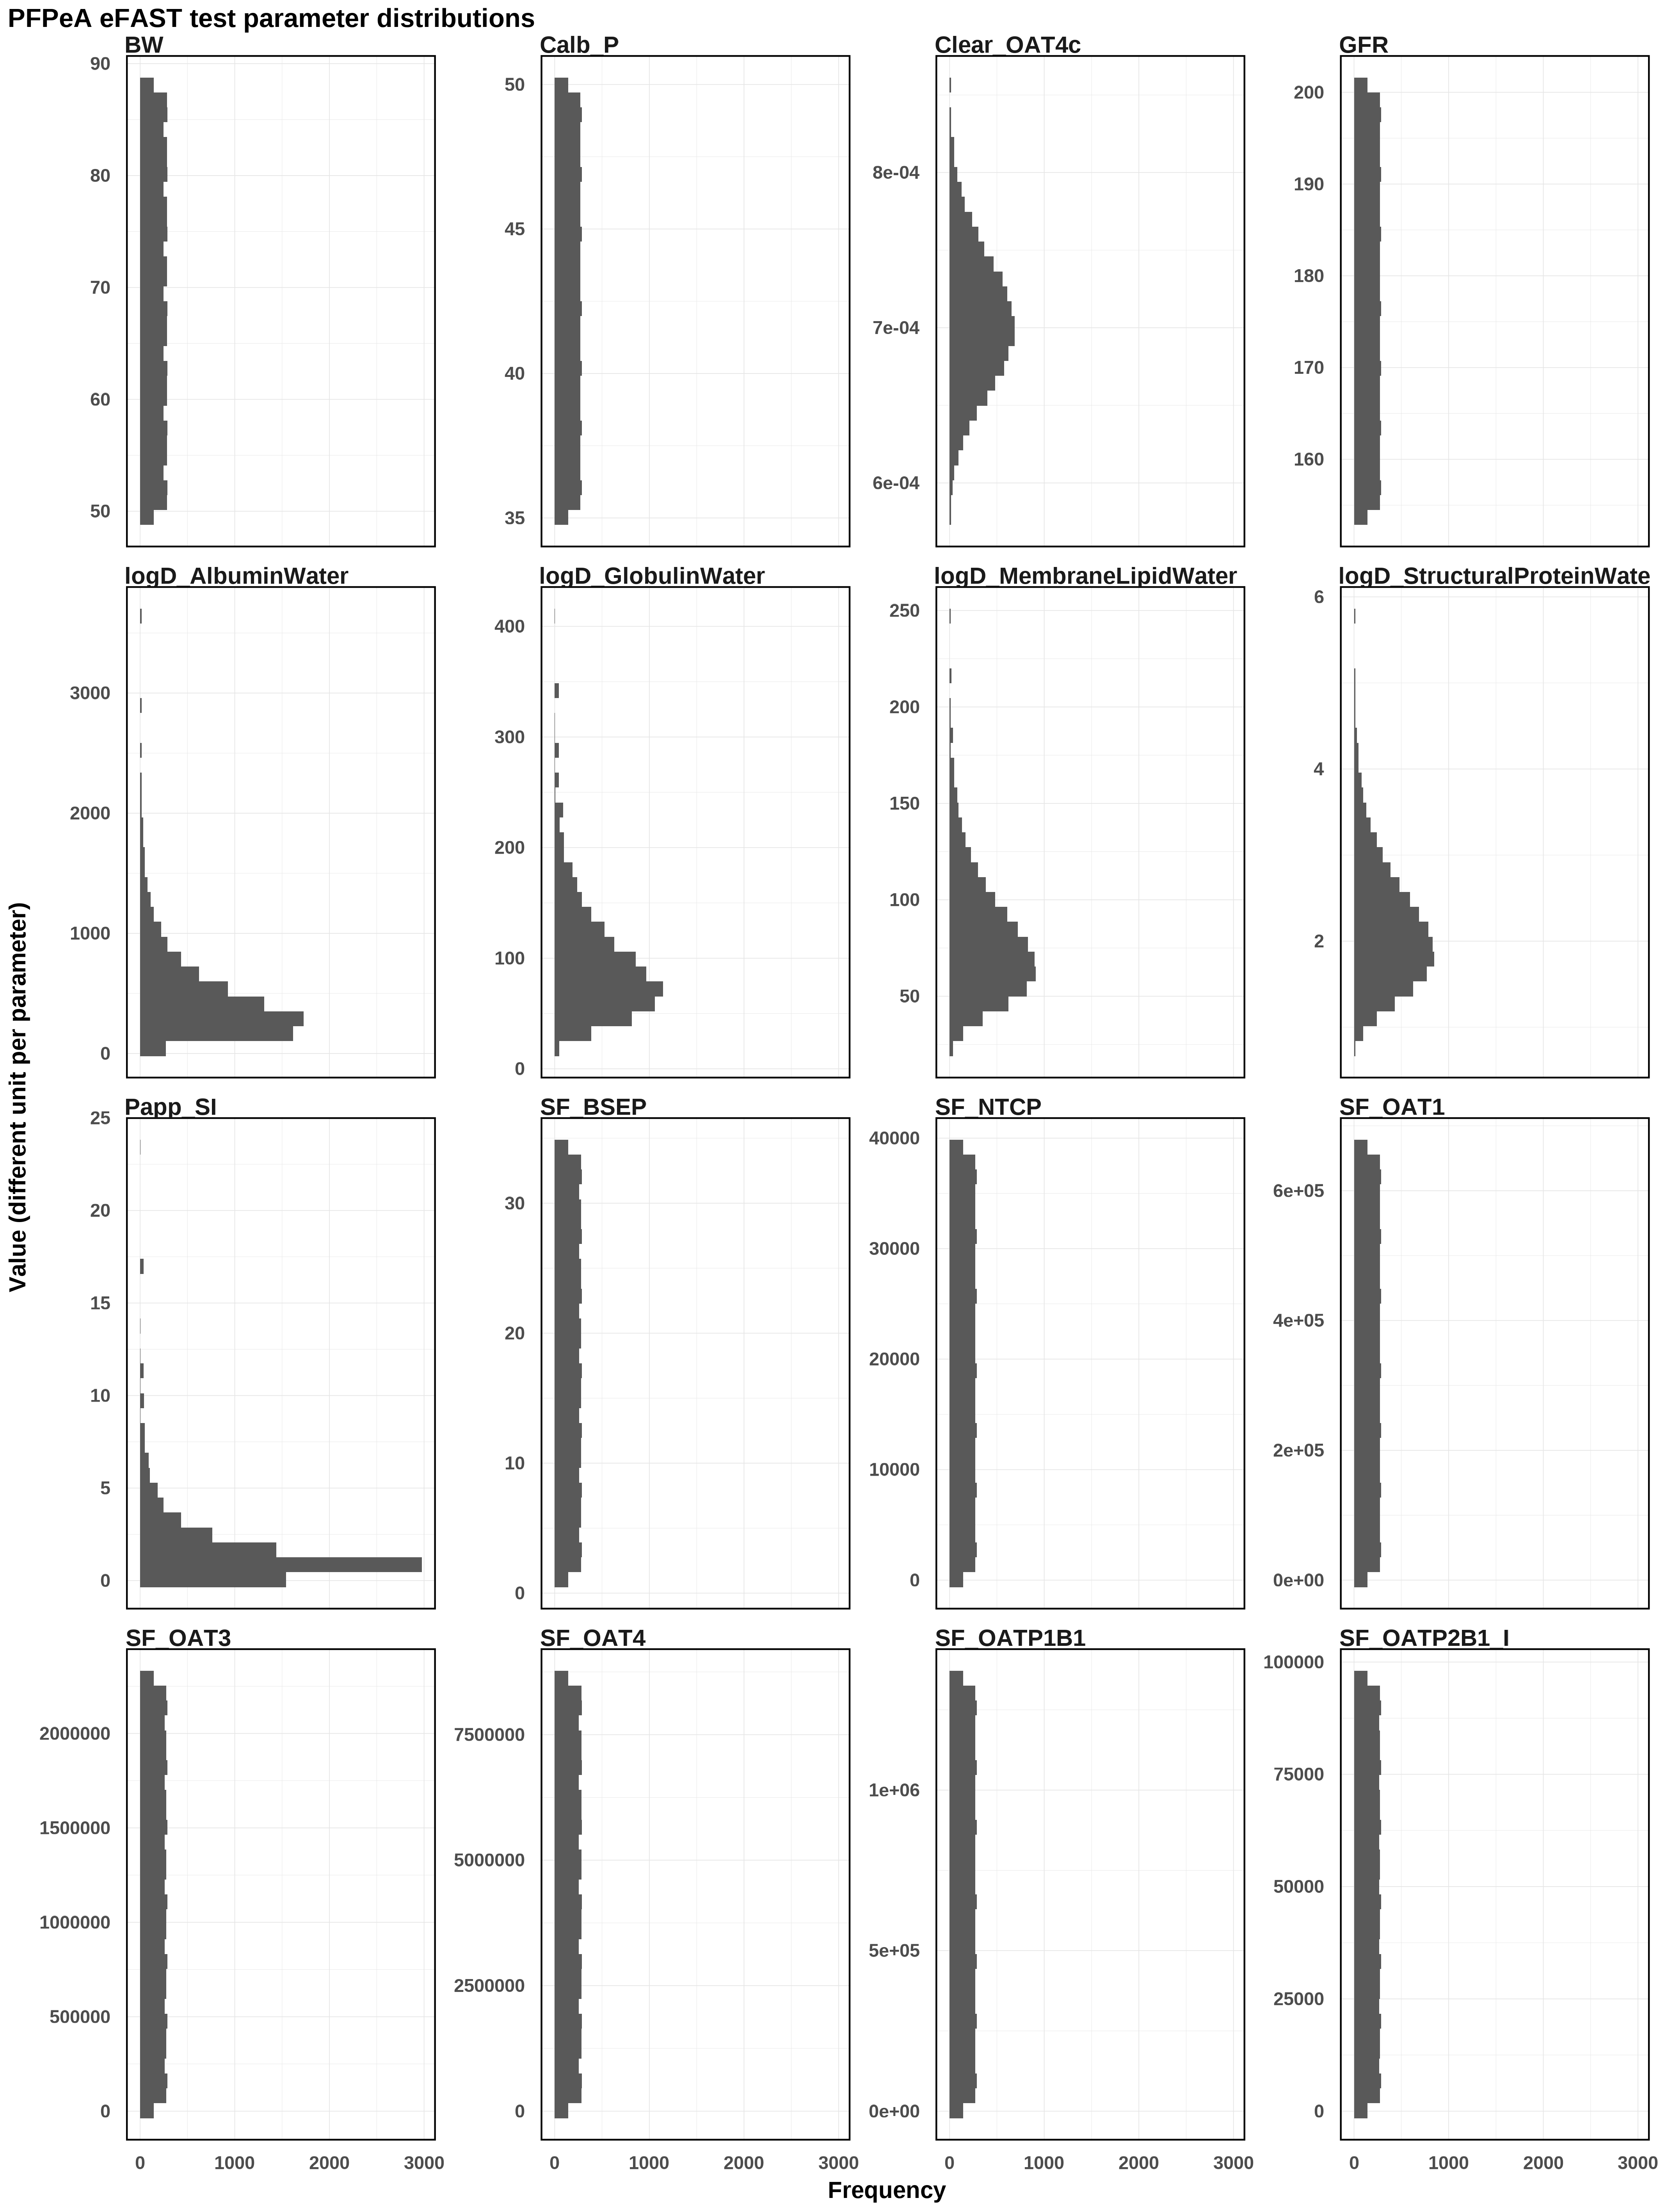 PFPeA eFAST test parameter distributions
BW
Calb_P
Clear_OAT4c
GFR
90
80
70
60
50
50
45
40
35
8e-04
7e-04
6e-04
200
190
180
170
160
logD_AlbuminWater
logD_GlobulinWater
logD_MembraneLipidWater
logD_StructuralProteinWate
3000
2000
1000
0
400
300
200
100
0
250
200
150
100
50
6
4
2
Papp_SI
SF_BSEP
SF_NTCP
SF_OAT1
25
20
15
10
5
0
30
20
10
0
40000
30000
20000
10000
0
6e+05
4e+05
2e+05
0e+00
SF_OAT3
SF_OAT4
SF_OATP1B1
SF_OATP2B1_I
2000000
1500000
1000000
500000
0
7500000
5000000
2500000
0
1e+06
5e+05
0e+00
100000
75000
50000
25000
0
0 1000 2000 3000
0 1000 2000 3000
0 1000 2000 3000
0 1000 2000 3000
Frequency
Value (different unit per parameter)